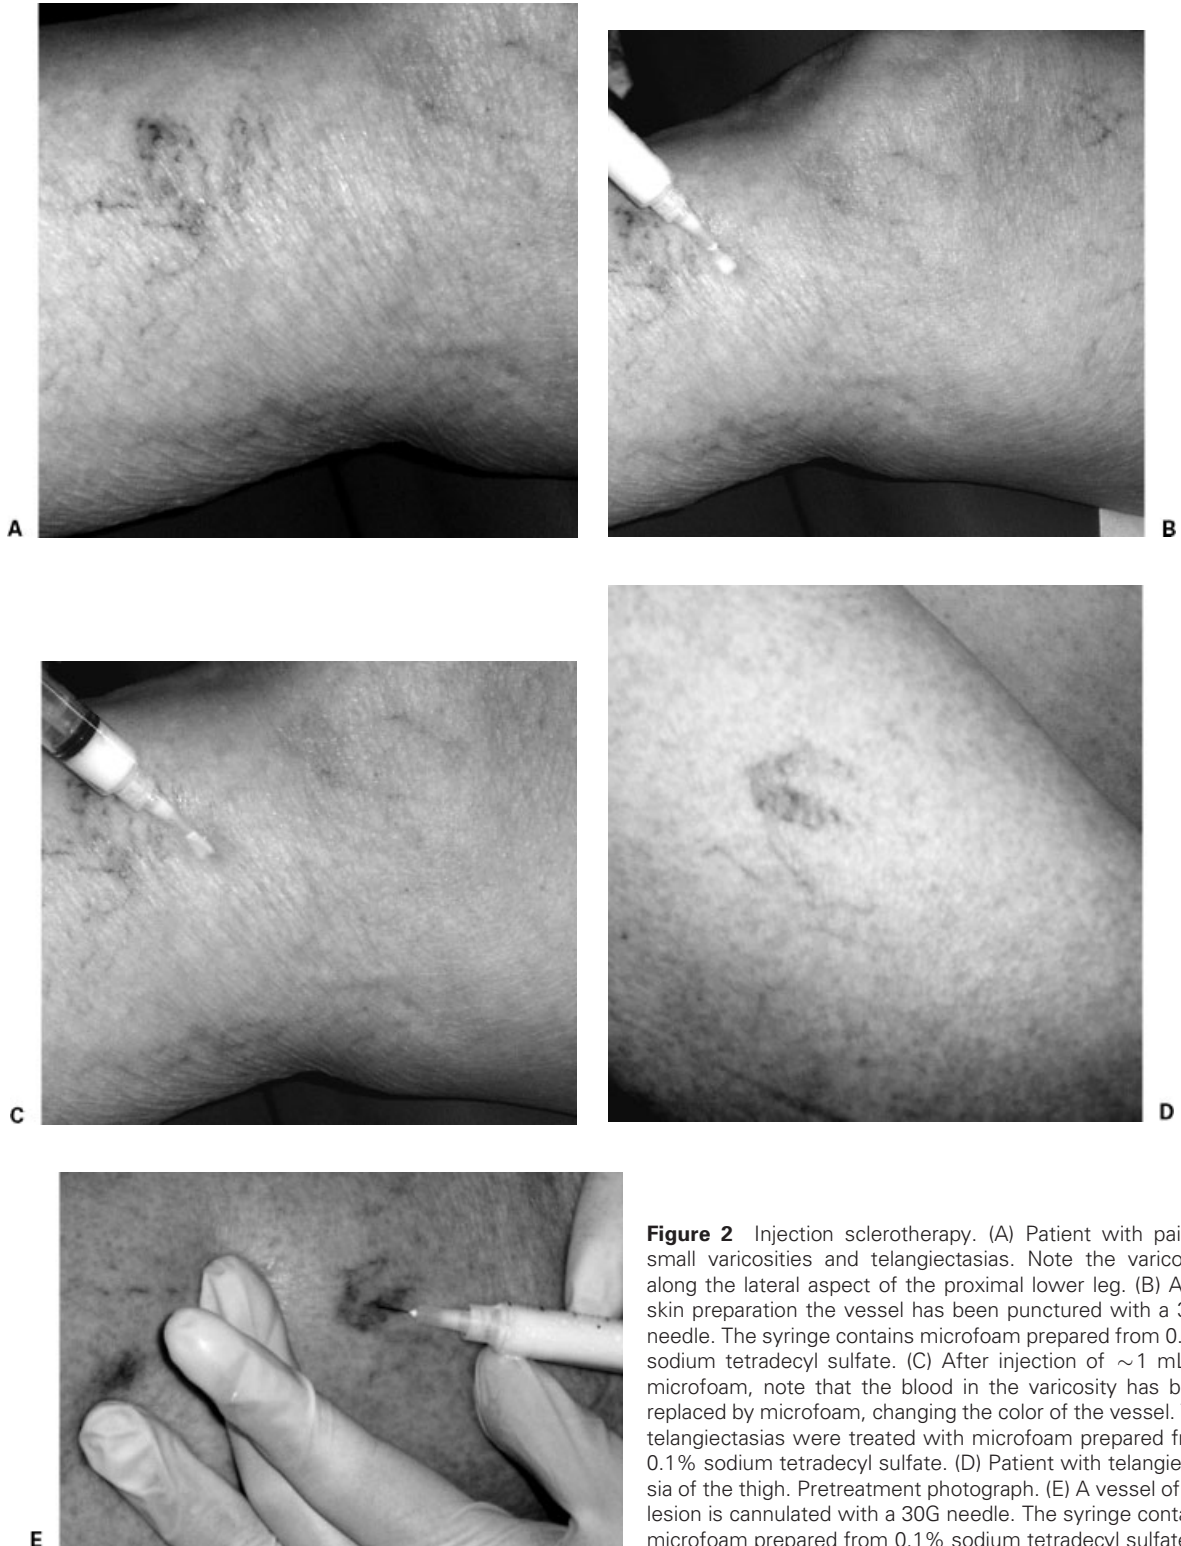 A
B
C
D
E
Figure 2 Injection sclerotherapy. (A) Patient with pai
small varicosities and telangiectasias. Note the varico
along the lateral aspect of the proximal lower leg. (B) A
skin preparation the vessel has been punctured with a 3
needle. The syringe contains microfoam prepared from 0.
sodium tetradecyl sulfate. (C) After injection of ~1 mL
microfoam, note that the blood in the varicosity has b
replaced by microfoam, changing the color of the vessel.
telangiectasias were treated with microfoam prepared fr
0.1% sodium tetradecyl sulfate. (D) Patient with telangie
sia of the thigh. Pretreatment photograph. (E) A vessel of
lesion is cannulated with a 30G needle. The syringe conta
microfoam prepared from 0.1% sodium tetradecyl sulfate